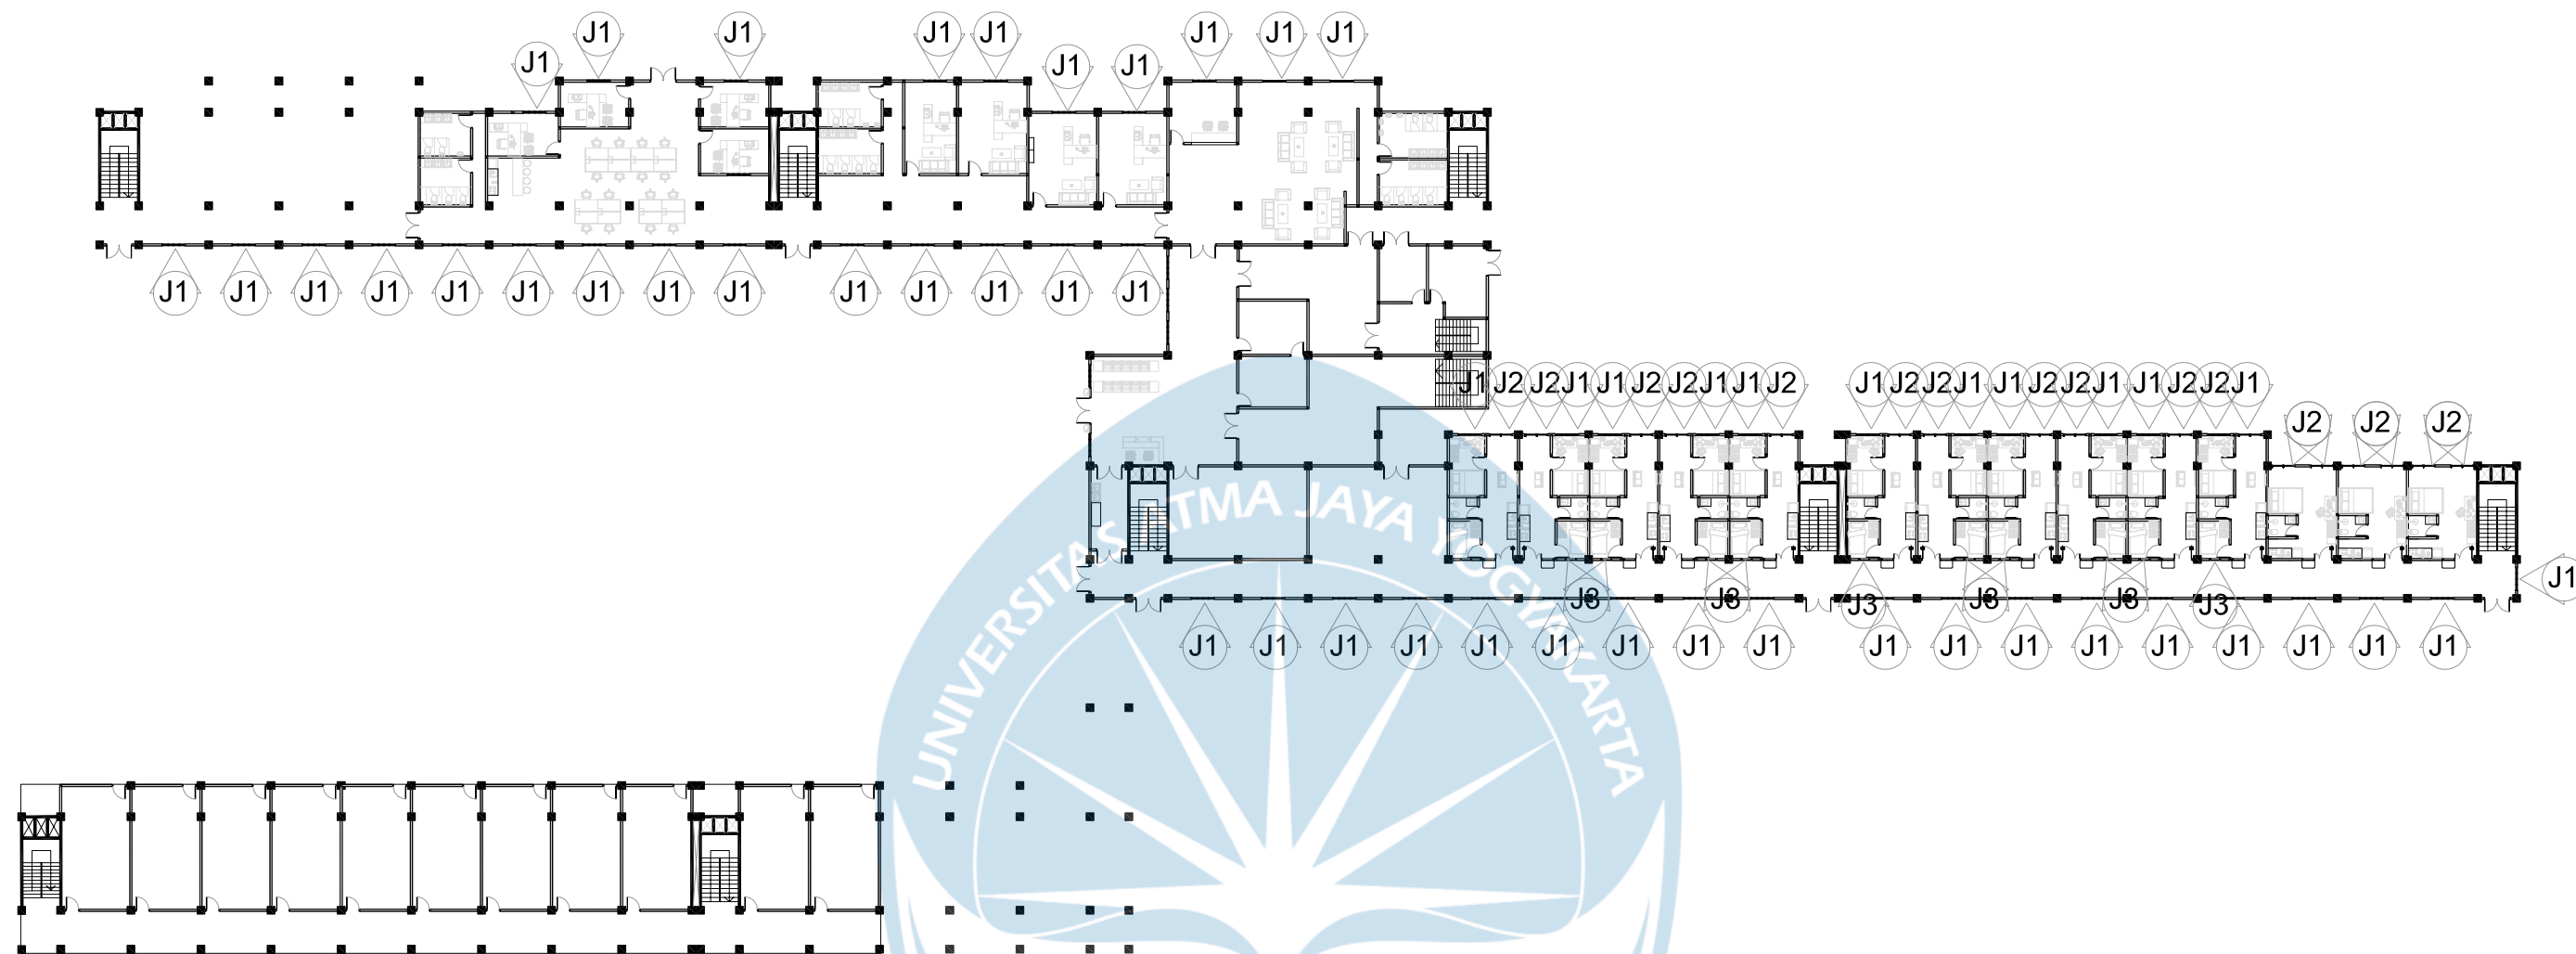 J1 J1 J1 J1 J1 J1 J1
J1 J1 J1
J1 J1 J1 J1 J1 J1 J1 J1 J1 J1 J1 J1 J1 J1
J1 J2 J2 J1 J1 J2 J2 J1 J1 J2 J1 J2 J2 J1 J1 J2 J2 J1 J1 J2 J2 J1
J2 J2 J2
J1
J3 J3 J3 J3 J3 J3
J1 J1 J1 J1 J1 J1 J1 J1 J1 J1 J1 J1 J1 J1 J1 J1 J1 J1
UNIVERSITAS ATMA JAYA YOGYAKARTA